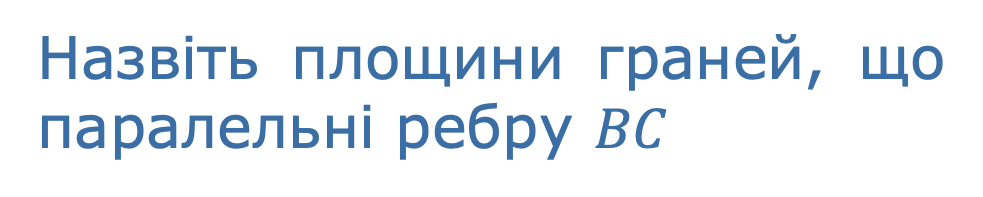 Назвіть площини граней, що
паралельні ребру BC